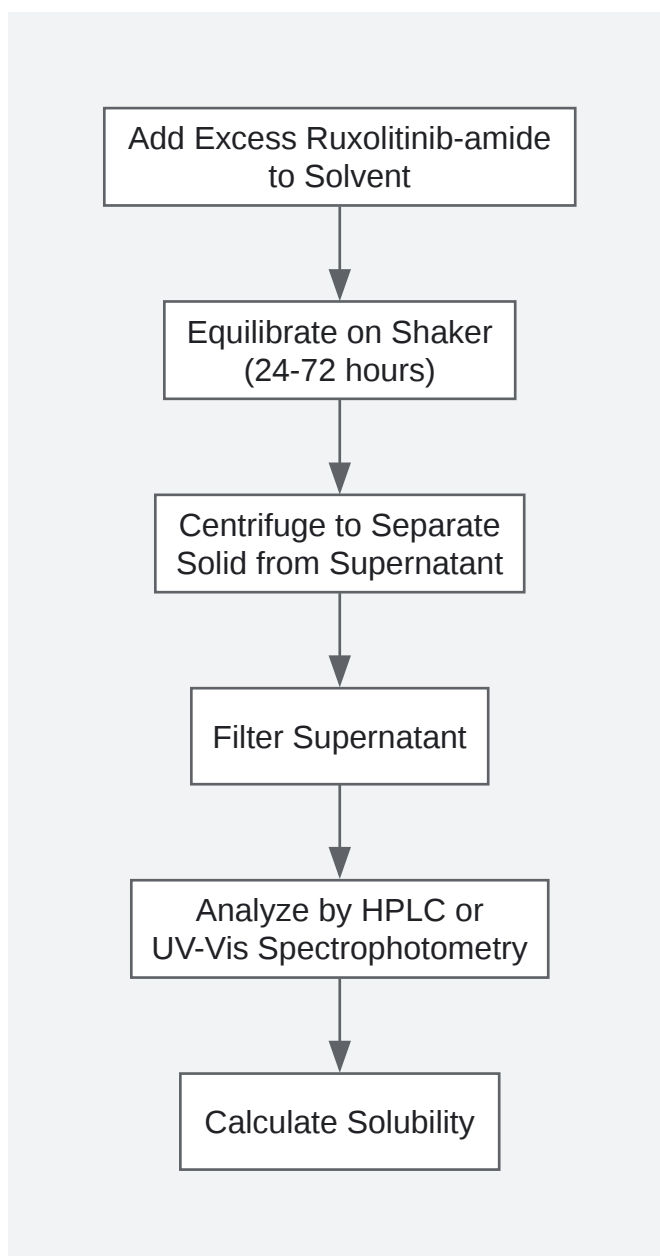 Add Excess Ruxolitinib-amide
to Solvent
Equilibrate on Shaker
(24-72 hours)
Centrifuge to Separate
Solid from Supernatant
Filter Supernatant
Analyze by HPLC or
UV-Vis Spectrophotometry
Calculate Solubility